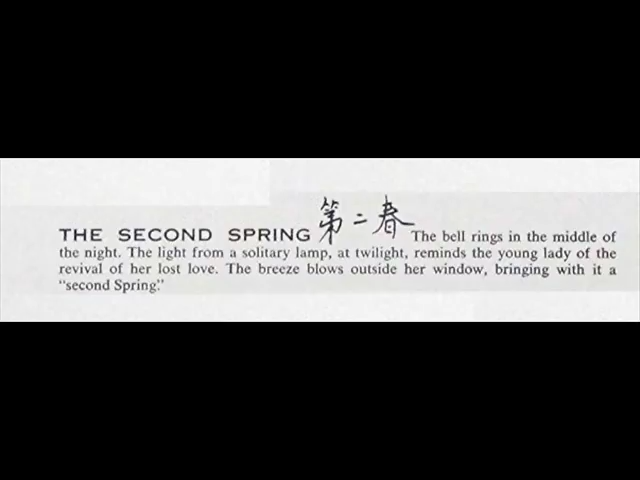 THE SECOND SPRING 第二春 The bell rings in the middle of
the night. The light from a solitary lamp, at twilight, reminds the young lady of the
revival of her lost love. The breeze blows outside her window, bringing with it a
“second Spring.”